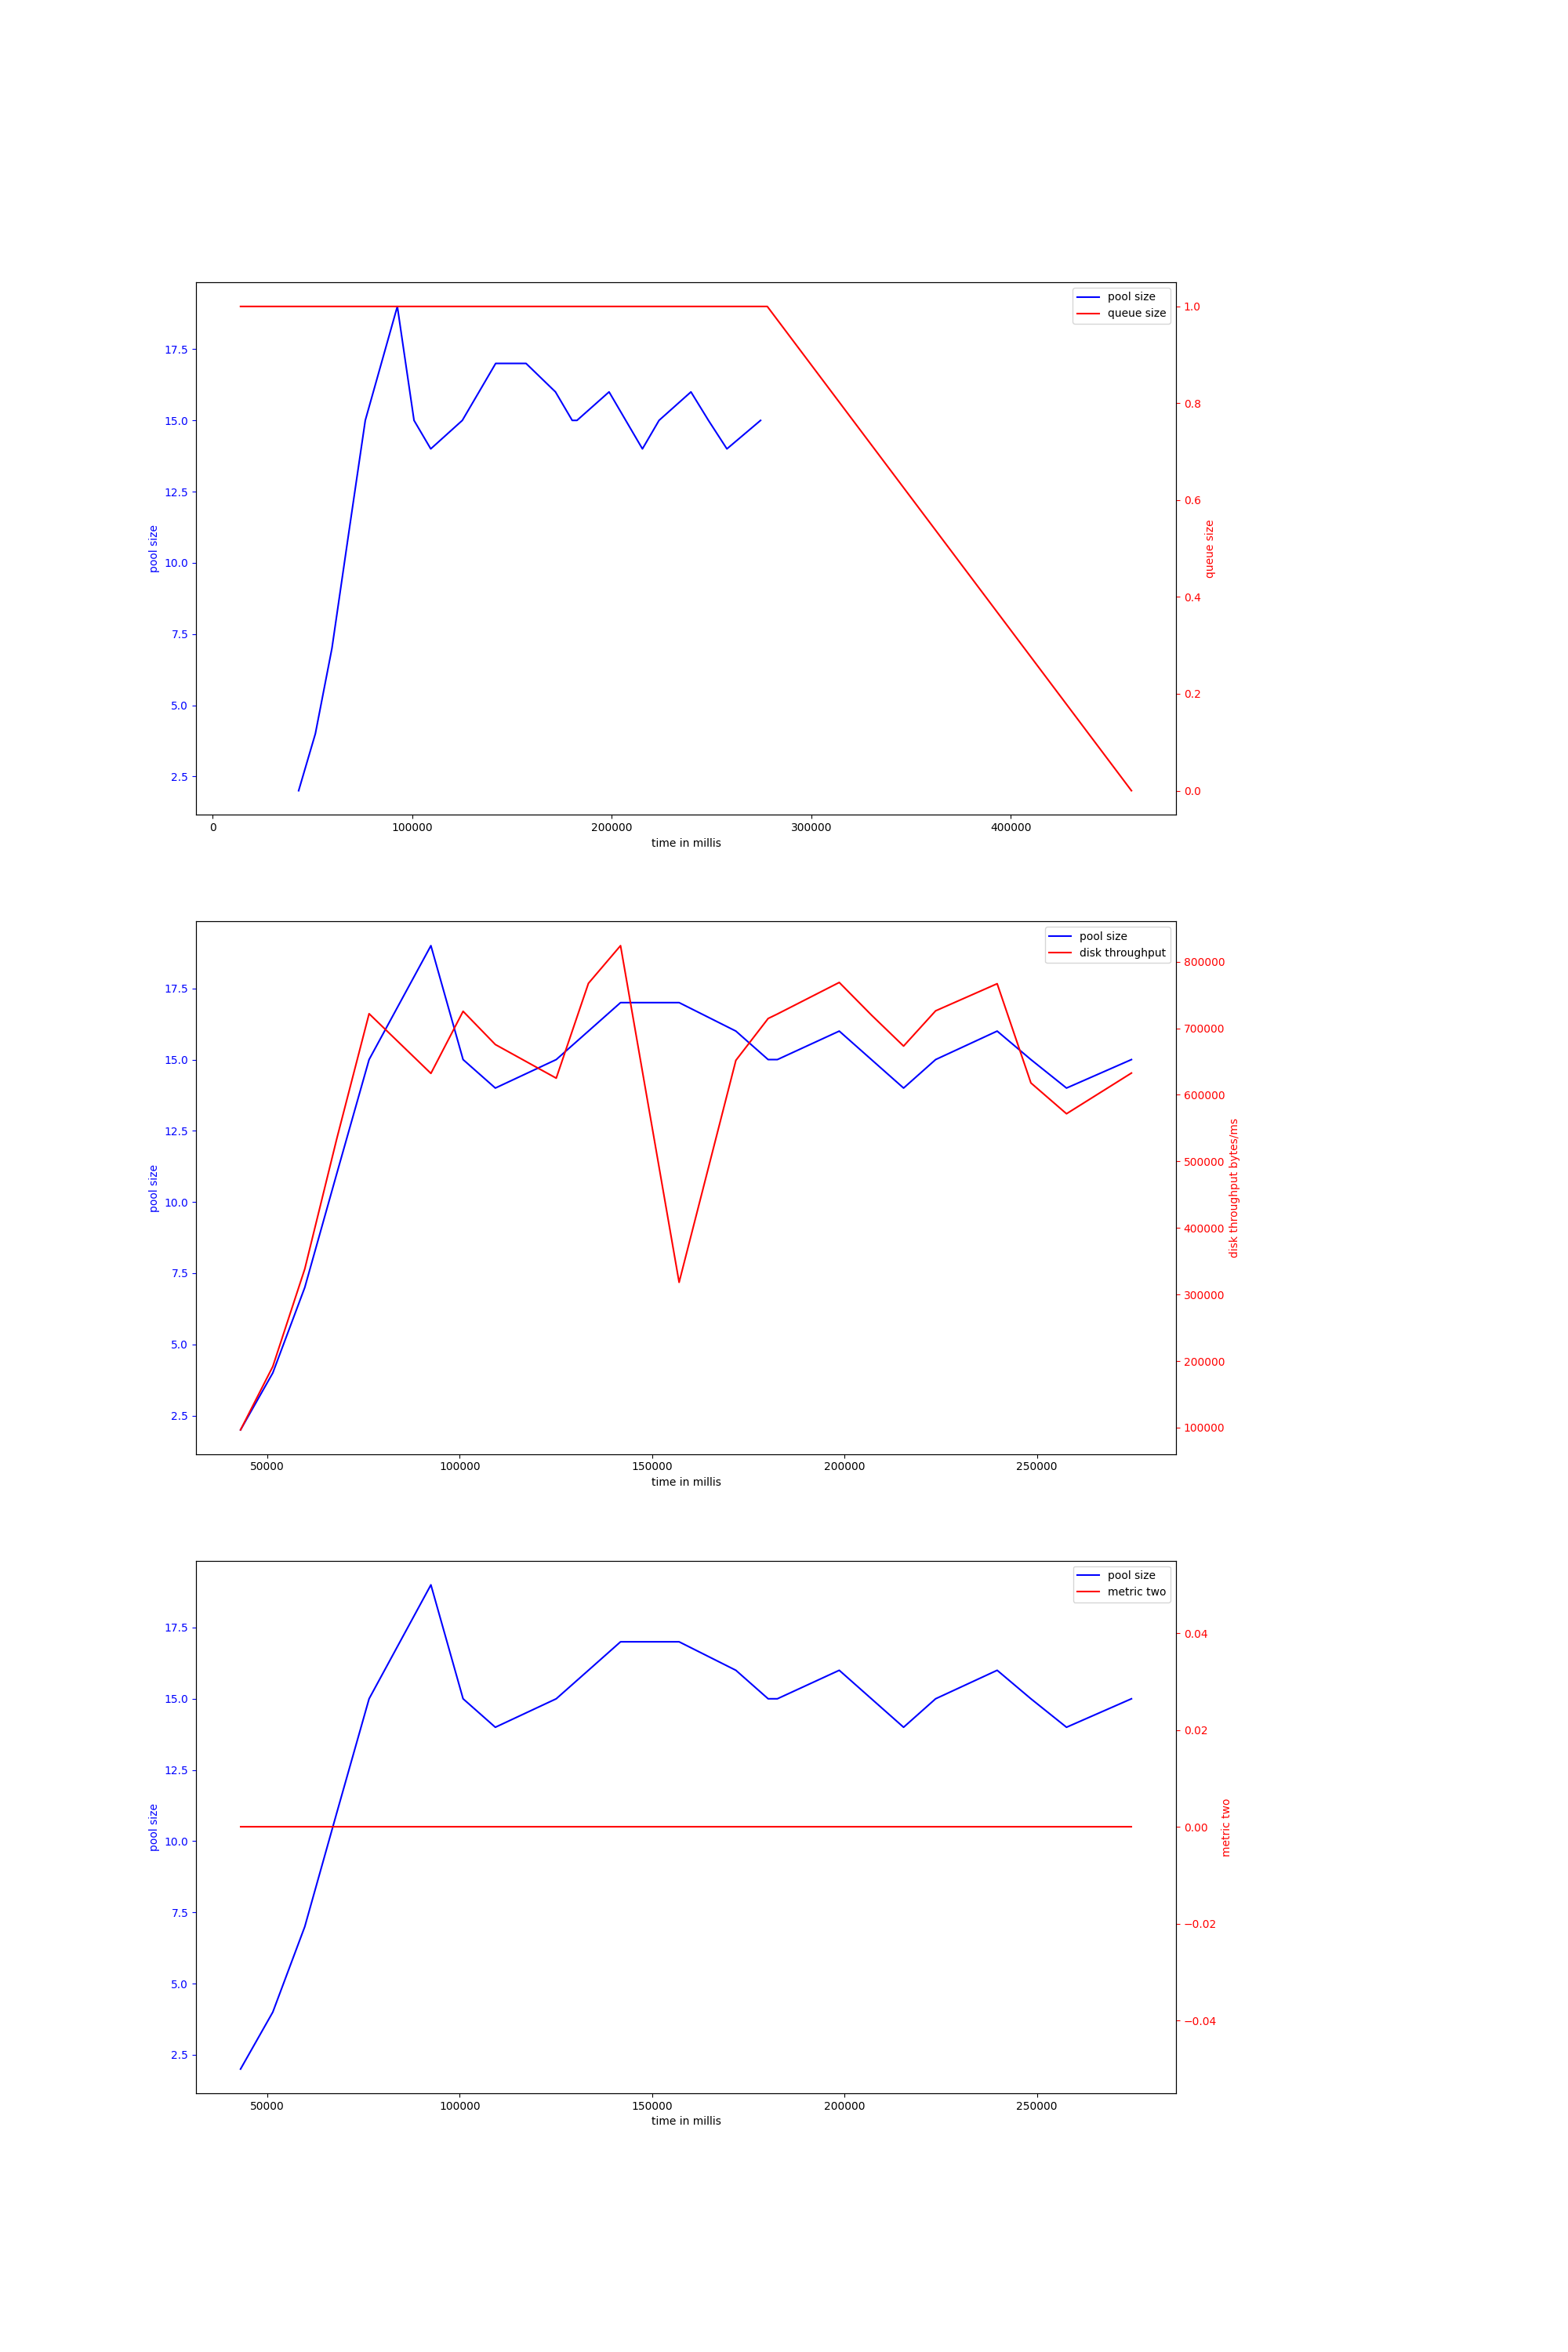 pool size
queue size
17.5
15.0
12.5
10.0
7.5
5.0
2.5
pool size
1.0
0.8
0.6
0.4
0.2
0.0
queue size
0 100000 200000 300000 400000
time in millis
pool size
disk throughput
17.5
15.0
12.5
10.0
7.5
5.0
2.5
pool size
800000
700000
600000
500000
400000
300000
200000
100000
disk throughput bytes/ms
50000 100000 150000 200000 250000
time in millis
pool size
metric two
17.5
15.0
12.5
10.0
7.5
5.0
2.5
pool size
0.04
0.02
0.00
−0.02
−0.04
metric two
50000 100000 150000 200000 250000
time in millis